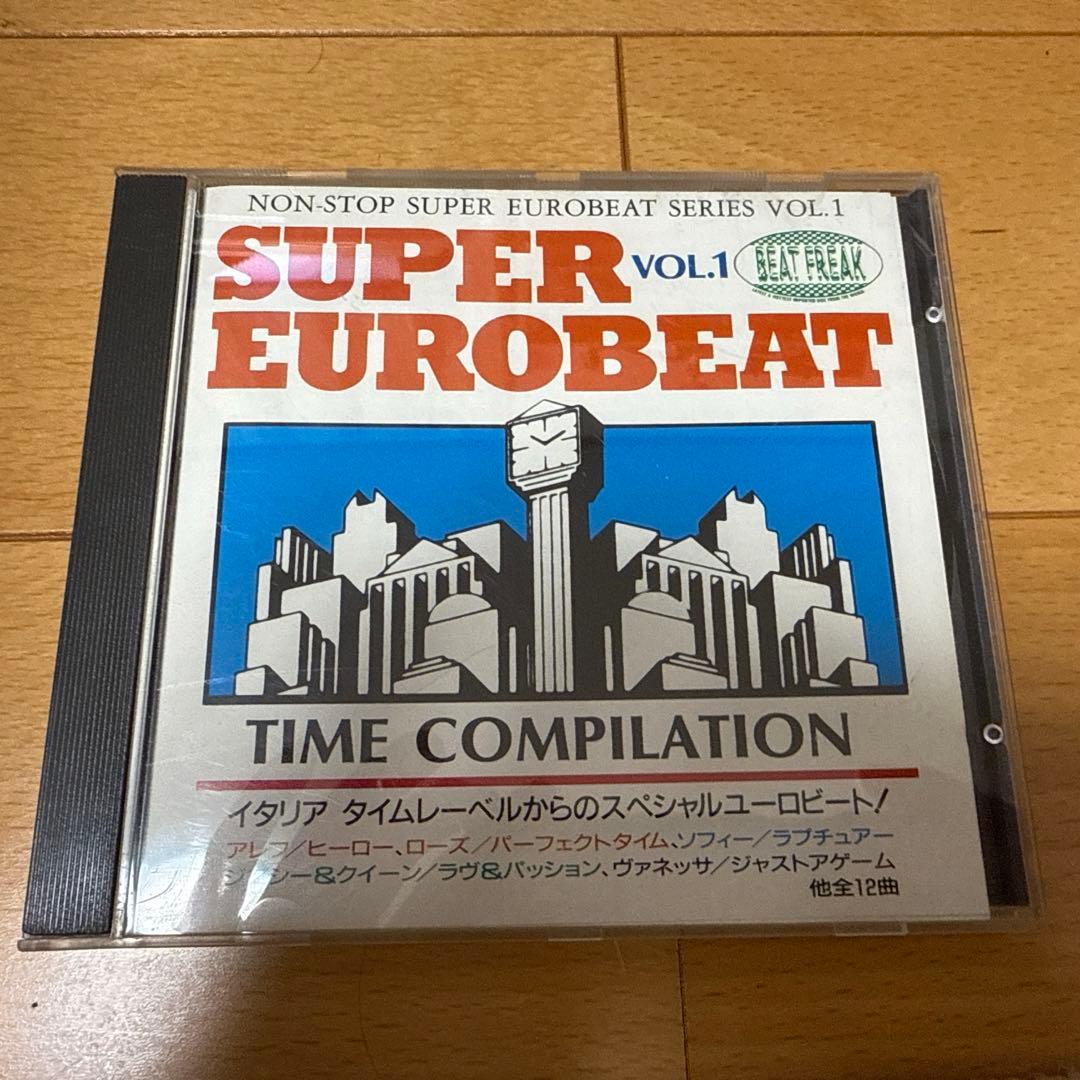 NON-STOP SUPER EUROBEAT SERIES VOL.1
SUPER VOL.1
BEAT FREAK
EUROBEAT
TIME COMPILATION
イタリア タイムレーベルからのスペシャルユーロビート!
アレフ/ヒーロー、ローズ/パーフェクトタイム、ソフィー/ラプチュアー
シー&クイーン/ラヴ&パッション、ヴァネッサ/ジャストアゲーム
他全12曲